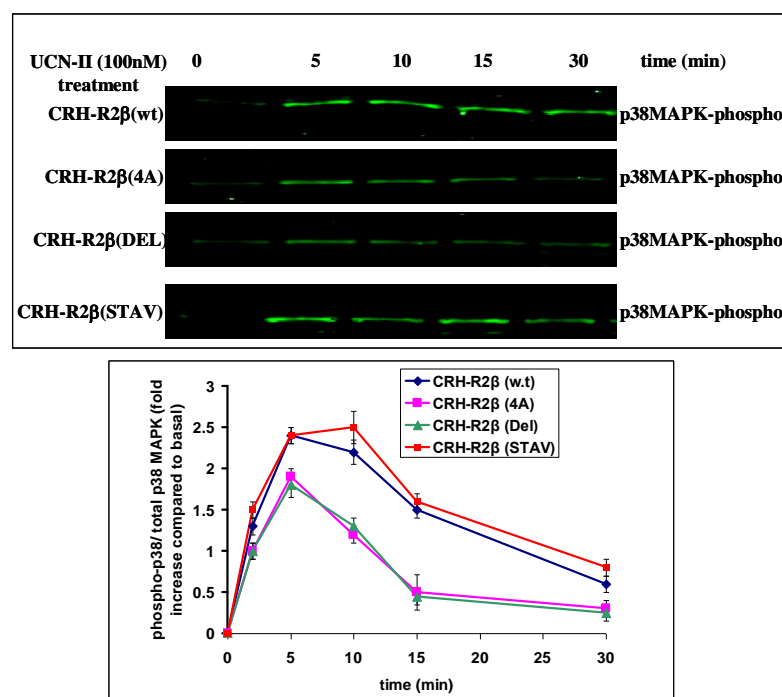 UCN-II (100nM) 0 5 10 15 30 time (min)
treatment
CRH-R2β(wt) p38MAPK-phospho
CRH-R2β(4A) p38MAPK-phospho
CRH-R2β(DEL) p38MAPK-phospho
CRH-R2β(STAV) p38MAPK-phospho
phospho-p38/ total p38 MAPK (fold
increase compared to basal)
3
2.5
2
1.5
1
0.5
0
CRH-R2β (w.t)
CRH-R2β (4A)
CRH-R2β (Del)
CRH-R2β (STAV)
0 5 10 15 20 25 30
time (min)